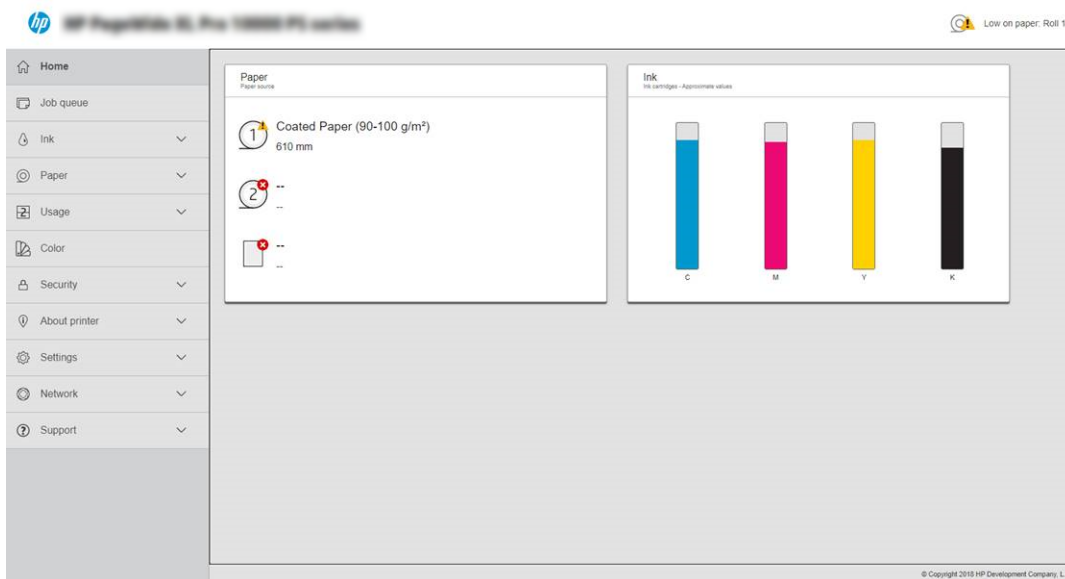 hp
Low on paper: Roll 1
Home
Job queue
Ink
Paper
Usage
Color
Security
About printer
Settings
Network
Support
Paper
Paper source
1
Coated Paper (90-100 g/m²)
610 mm
2
--
--
--
--
Ink
Ink cartridges - Approximate values
C M Y K
© Copyright 2018 HP Development Company, L